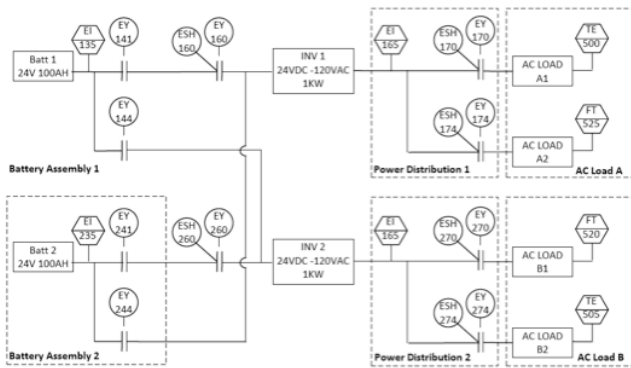 EI
135
EY
141
ESH
160
EY
160
Batt 1
24V 100AH
EY
144
INV 1
24VDC -120VAC
1KW
EI
165
ESH
170
EY
170
AC LOAD
A1
TE
500
ESH
174
EY
174
AC LOAD
A2
FT
525
Battery Assembly 1
Power Distribution 1
AC Load A
EI
235
EY
241
ESH
260
EY
260
Batt 2
24V 100AH
EY
244
INV 2
24VDC -120VAC
1KW
EI
165
ESH
270
EY
270
AC LOAD
B1
FT
520
ESH
274
EY
274
AC LOAD
B2
TE
505
Battery Assembly 2
Power Distribution 2
AC Load B